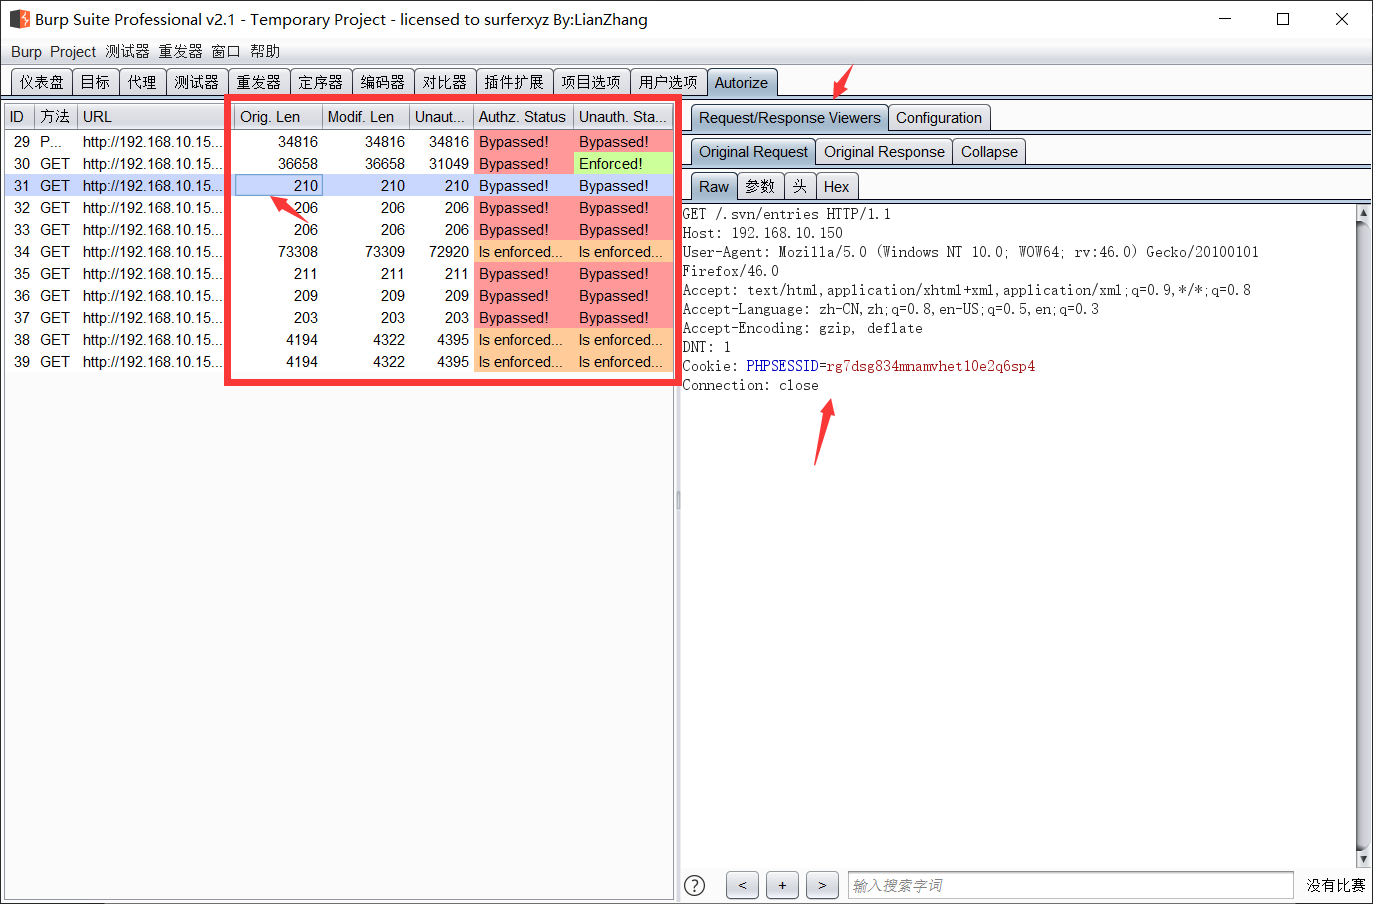 Burp Suite Professional v2.1 - Temporary Project - licensed to surferxyz By:LianZhang
Burp Project 测试器 重发器 窗口 帮助
仪表盘 目标 代理 测试器 重发器 定序器 编码器 对比器 插件扩展 项目选项 用户选项 Autorize
ID 方法 URL Orig. Len Modif. Len Unaut... Authz. Status Unauth. Sta...
29 P... http://192.168.10.15... 34816 34816 34816 Bypassed! Bypassed!
30 GET http://192.168.10.15... 36658 36658 31049 Bypassed! Enforced!
31 GET http://192.168.10.15... 210 210 210 Bypassed! Bypassed!
32 GET http://192.168.10.15... 206 206 206 Bypassed! Bypassed!
33 GET http://192.168.10.15... 206 206 206 Bypassed! Bypassed!
34 GET http://192.168.10.15... 73308 73309 72920 Is enforced... Is enforced...
35 GET http://192.168.10.15... 211 211 211 Bypassed! Bypassed!
36 GET http://192.168.10.15... 209 209 209 Bypassed! Bypassed!
37 GET http://192.168.10.15... 203 203 203 Bypassed! Bypassed!
38 GET http://192.168.10.15... 4194 4322 4395 Is enforced... Is enforced...
39 GET http://192.168.10.15... 4194 4322 4395 Is enforced... Is enforced...
Request/Response Viewers Configuration
Original Request Original Response Collapse
Raw 参数 头 Hex
GET /.svn/entries HTTP/1.1
Host: 192.168.10.150
User-Agent: Mozilla/5.0 (Windows NT 10.0; WOW64; rv:46.0) Gecko/20100101
Firefox/46.0
Accept: text/html,application/xhtml+xml,application/xml;q=0.9,*/*;q=0.8
Accept-Language: zh-CN,zh;q=0.8,en-US;q=0.5,en;q=0.3
Accept-Encoding: gzip, deflate
DNT: 1
Cookie: PHPSESSID=rg7dsg834mnamvhet10e2q6sp4
Connection: close
? < + > 输入搜索字词 没有比赛